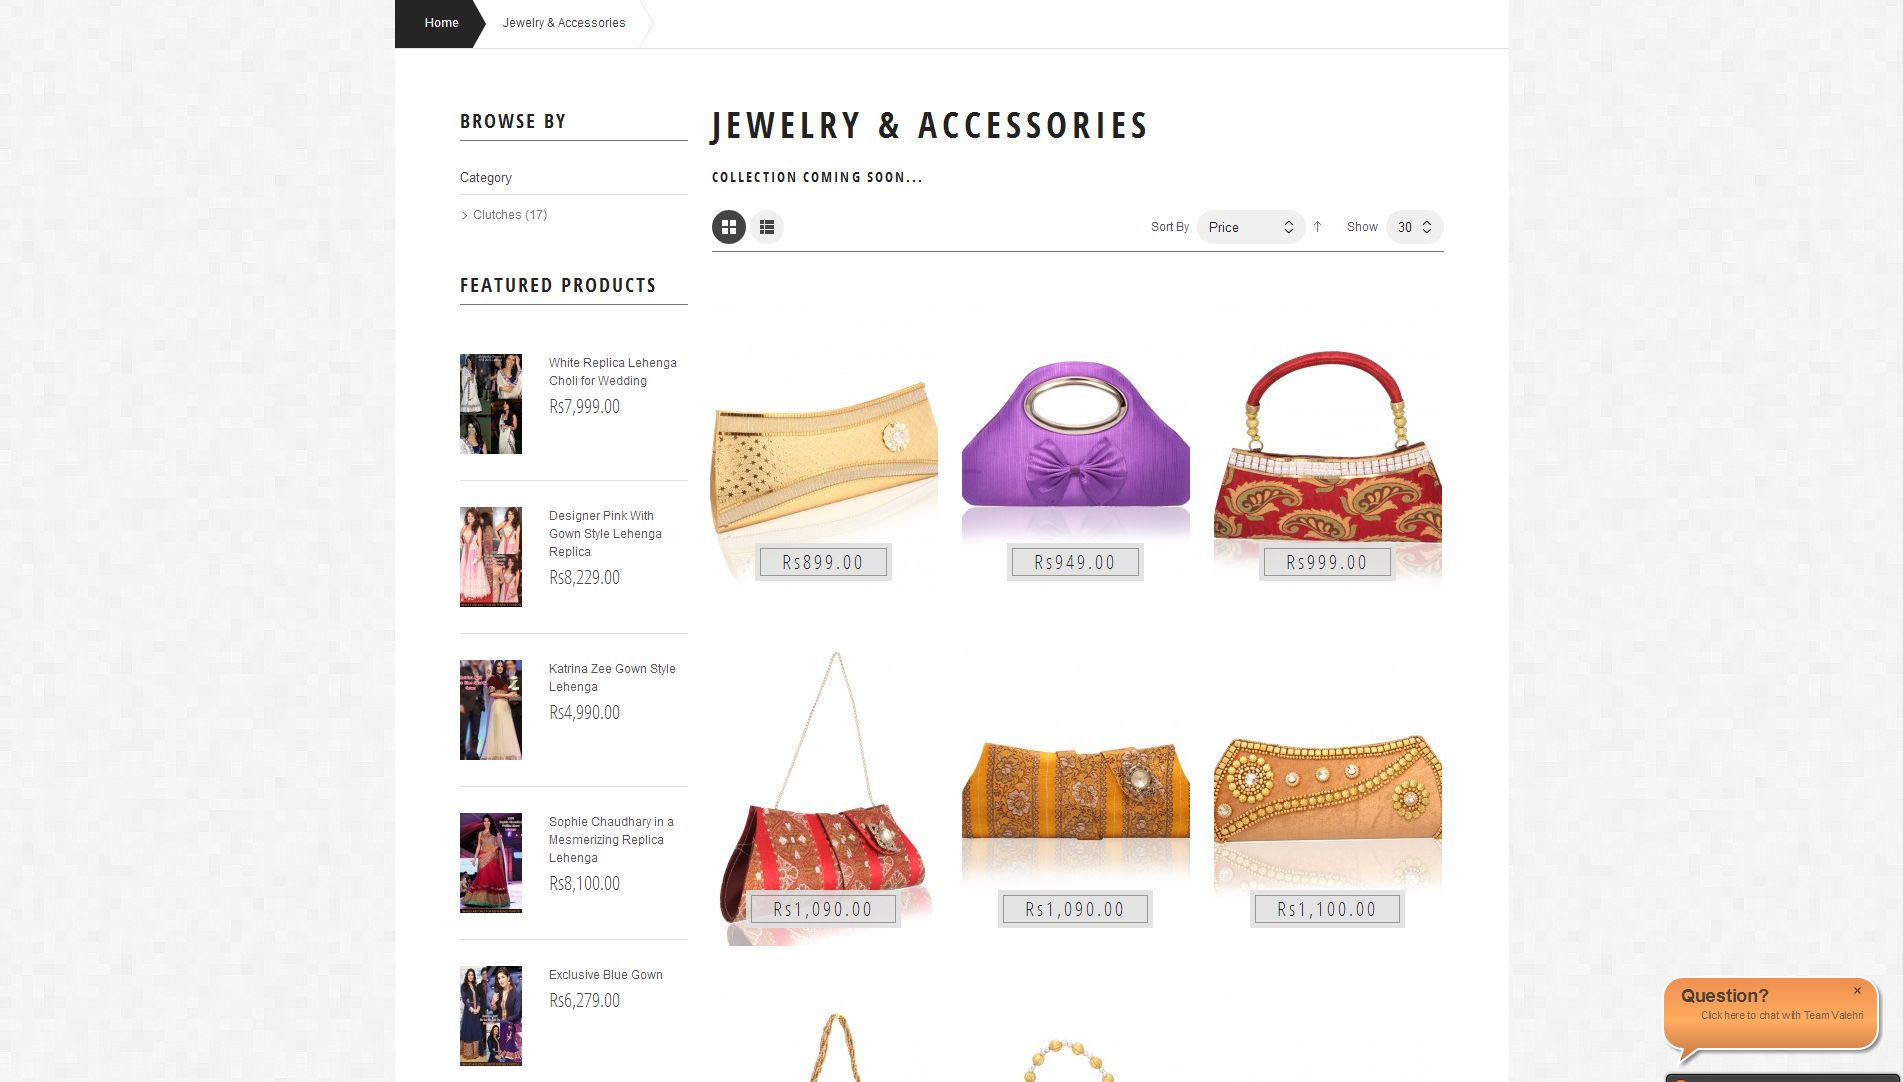 Home
Jewelry & Accessories
BROWSE BY
Category
Clutches (17)
FEATURED PRODUCTS
White Replica Lehenga
Choli for Wedding
Rs7,999.00
Designer Pink With
Gown Style Lehenga
Replica
Rs8,229.00
Katrina Zee Gown Style
Lehenga
Rs4,990.00
Sophie Chaudhary in a
Mesmerizing Replica
Lehenga
Rs8,100.00
Exclusive Blue Gown
Rs6,279.00
JEWELRY & ACCESSORIES
COLLECTION COMING SOON...
Sort By Price Show 30
Rs899.00
Rs949.00
Rs999.00
Rs1,090.00
Rs1,090.00
Rs1,100.00
Question?
Click here to chat with Team Valehri